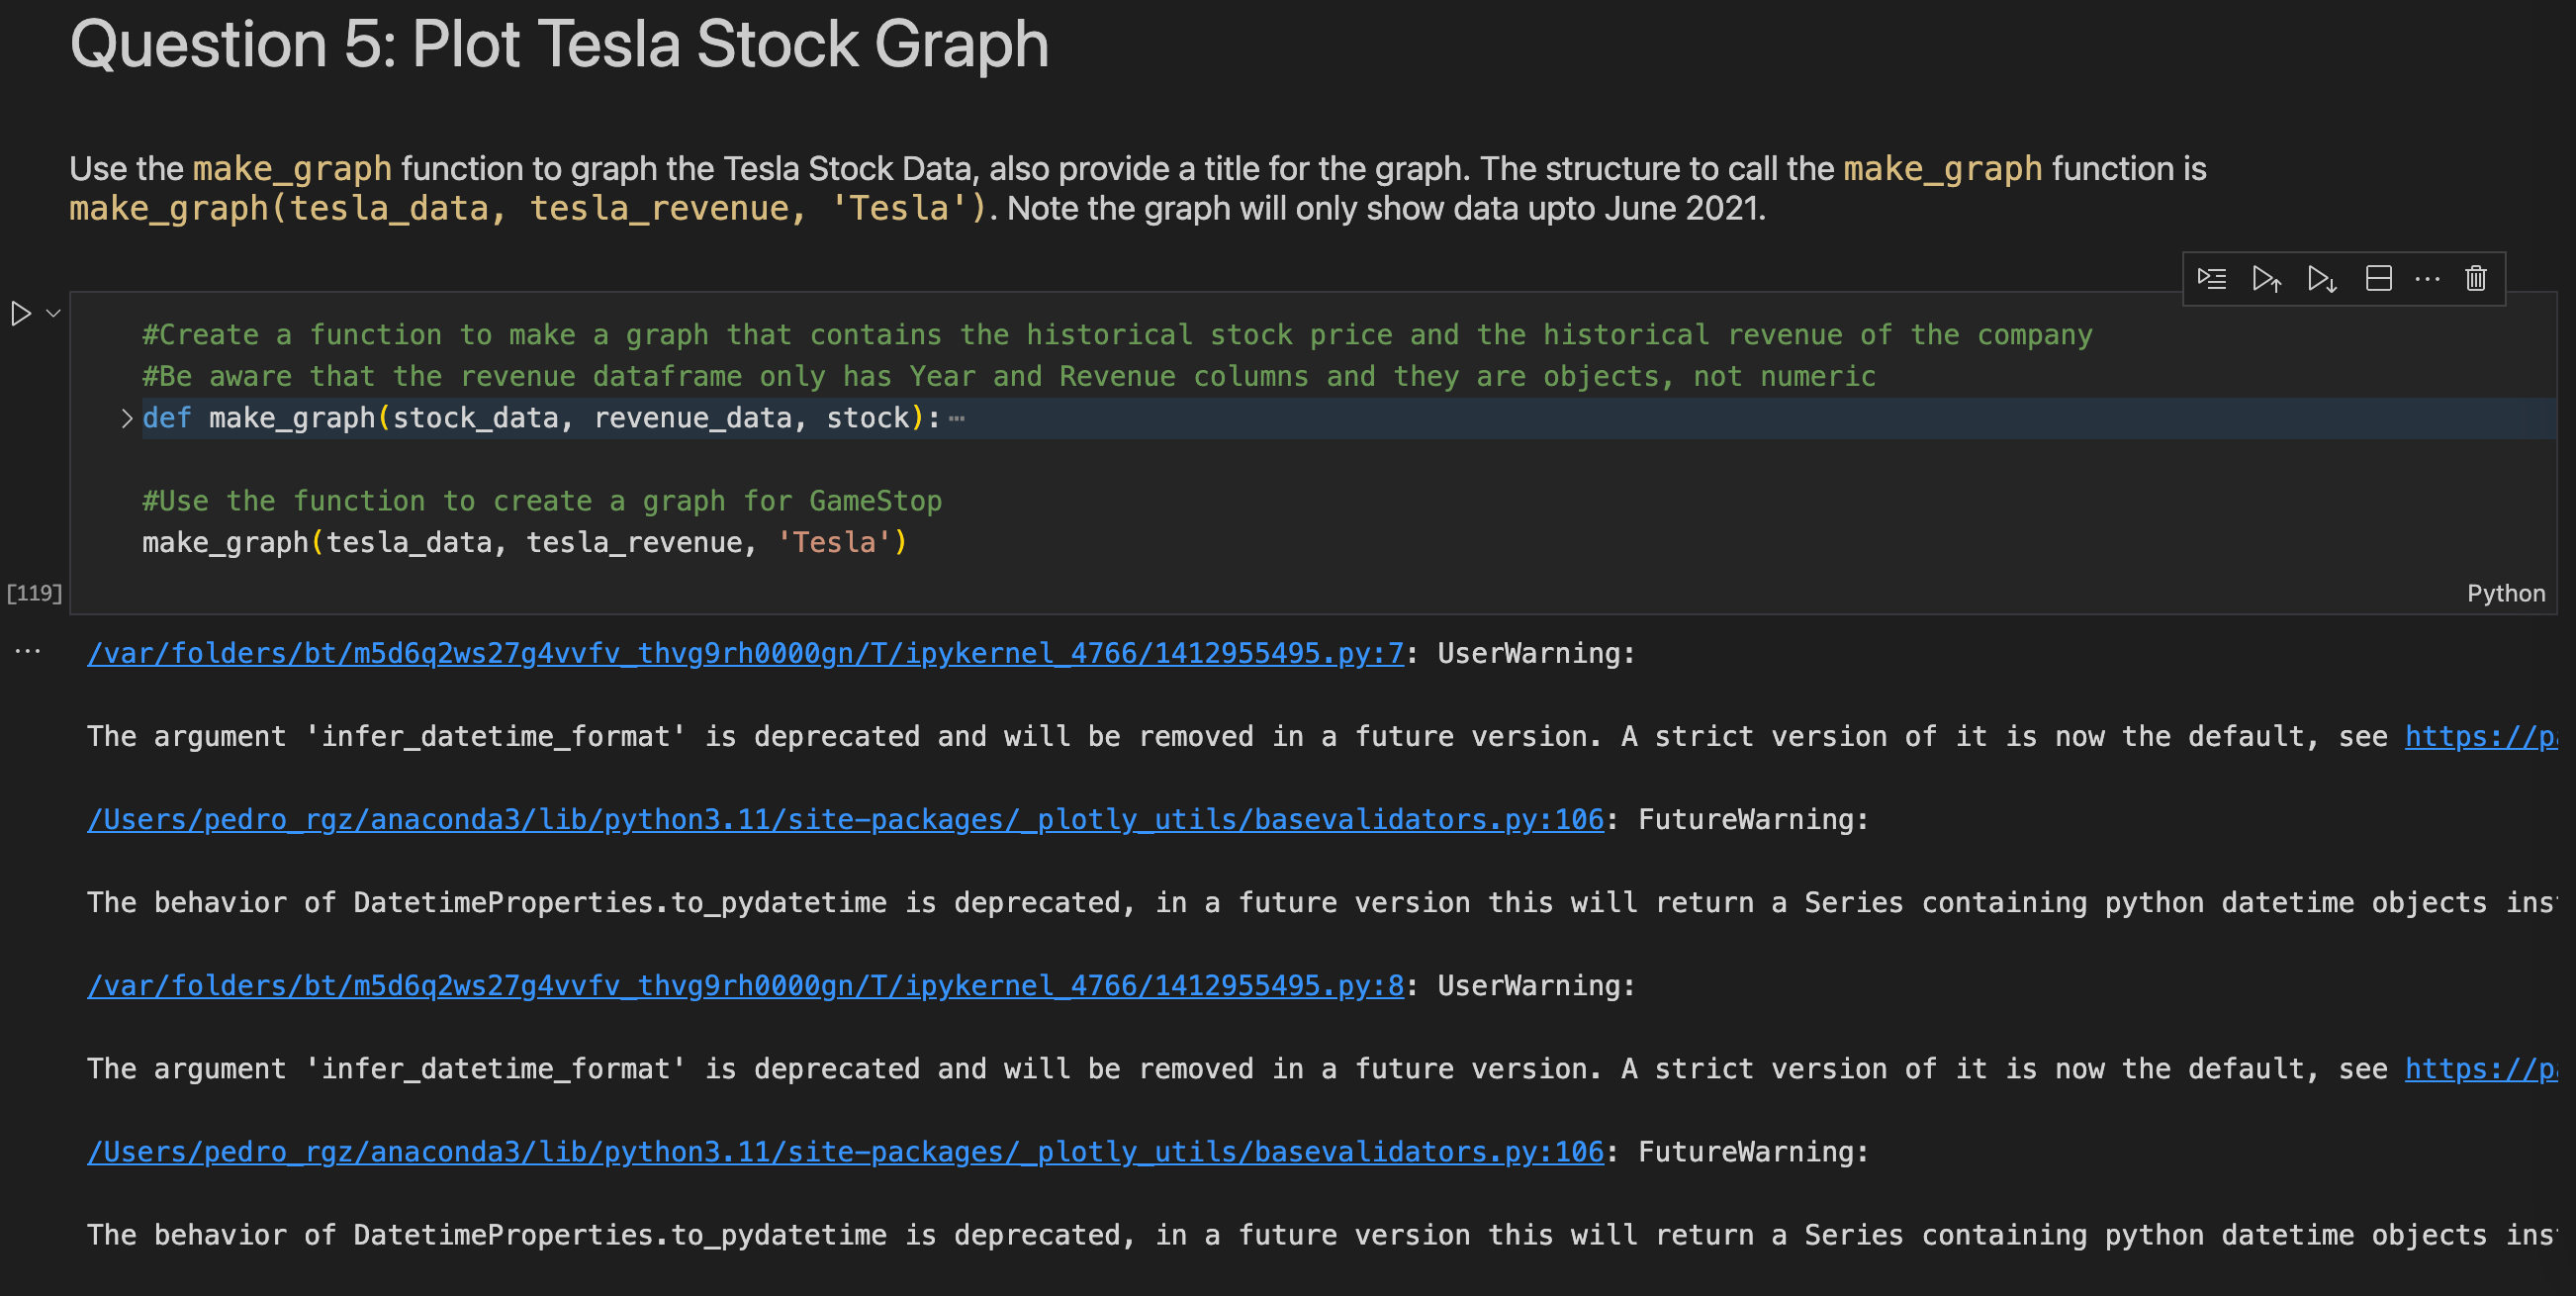 Question 5: Plot Tesla Stock Graph
Use the make_graph function to graph the Tesla Stock Data, also provide a title for the graph. The structure to call the make_graph function is
make_graph(tesla_data, tesla_revenue, 'Tesla'). Note the graph will only show data upto June 2021.
#Create a function to make a graph that contains the historical stock price and the historical revenue of the company
#Be aware that the revenue dataframe only has Year and Revenue columns and they are objects, not numeric
def make_graph(stock_data, revenue_data, stock):
#Use the function to create a graph for GameStop
make_graph(tesla_data, tesla_revenue, 'Tesla')
[119]
Python
/var/folders/bt/m5d6q2ws27g4vvfv_thvg9rh0000gn/T/ipykernel_4766/1412955495.py:7: UserWarning:
The argument 'infer_datetime_format' is deprecated and will be removed in a future version. A strict version of it is now the default, see https://p
/Users/pedro_rgz/anaconda3/lib/python3.11/site-packages/_plotly_utils/basevalidators.py:106: FutureWarning:
The behavior of DatetimeProperties.to_pydatetime is deprecated, in a future version this will return a Series containing python datetime objects ins
/var/folders/bt/m5d6q2ws27g4vvfv_thvg9rh0000gn/T/ipykernel_4766/1412955495.py:8: UserWarning:
The argument 'infer_datetime_format' is deprecated and will be removed in a future version. A strict version of it is now the default, see https://p
/Users/pedro_rgz/anaconda3/lib/python3.11/site-packages/_plotly_utils/basevalidators.py:106: FutureWarning:
The behavior of DatetimeProperties.to_pydatetime is deprecated, in a future version this will return a Series containing python datetime objects ins